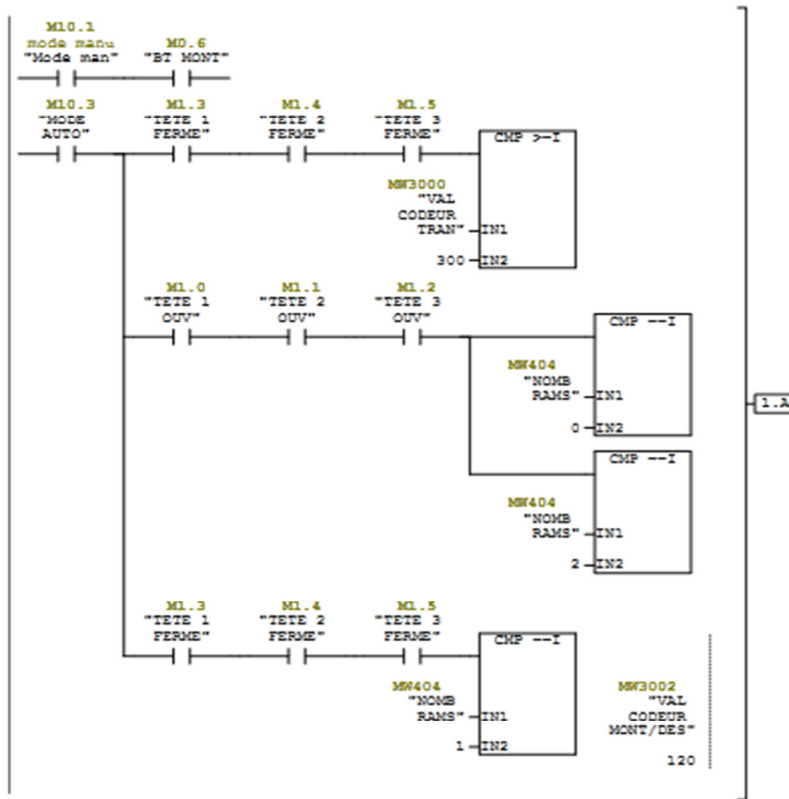 M10.1
mode manu M0.6
"Mode man" "BT MONT"
M10.3 M1.3 M1.4 M1.5
"MODE "TETE 1 "TETE 2 "TETE 3
AUTO" FERME" FERME" FERME"
CMP >-I
MW3000
"VAL
CODEUR
TRAN" IN1
300 IN2
M1.0 M1.1 M1.2
"TETE 1 "TETE 2 "TETE 3
OUV" OUV" OUV"
CMP --I
MW404
"NOMB
RAMS" IN1
0 IN2
1.A
CMP --I
MW404
"NOMB
RAMS" IN1
2 IN2
M1.3 M1.4 M1.5
"TETE 1 "TETE 2 "TETE 3
FERME" FERME" FERME"
CMP --I
MW404
"NOMB
RAMS" IN1
1 IN2
MW3002
"VAL
CODEUR
MONT/DES"
120